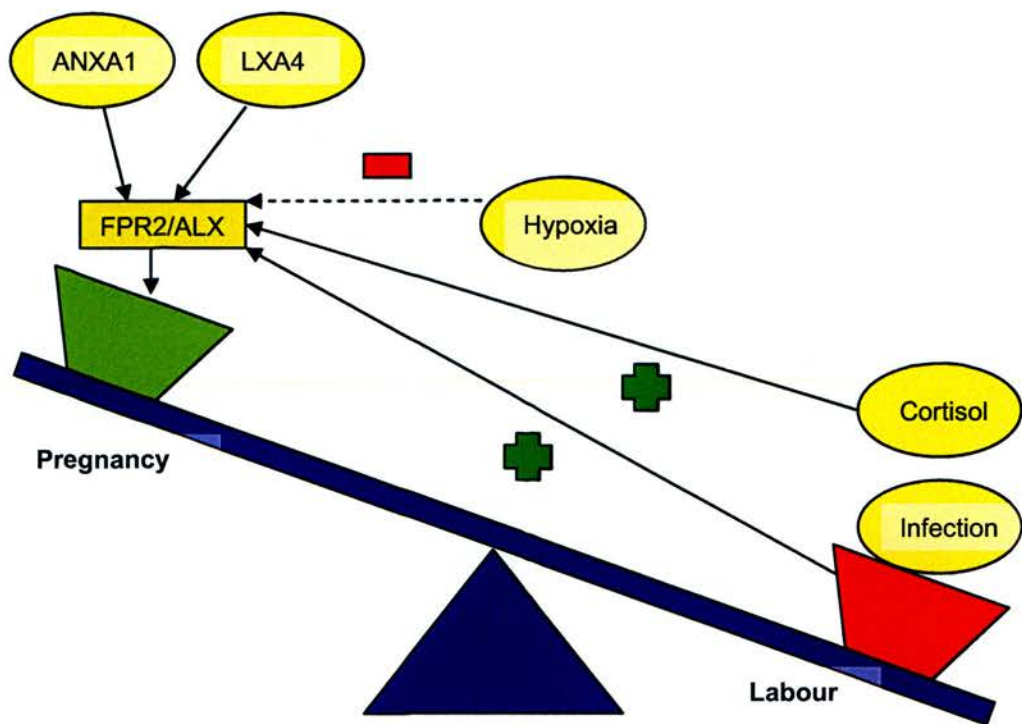 ANXA1
LXA4
FPR2/ALX
Hypoxia
Cortisol
Pregnancy
Infection
Labour